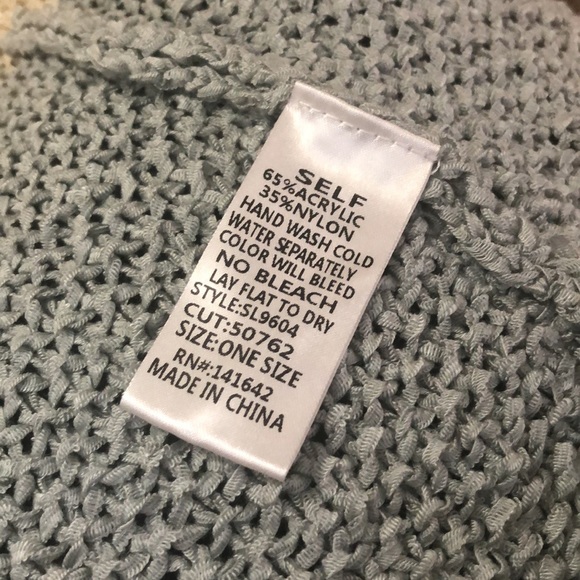 SELF
65%ACRYLIC
35%NYLON
HAND WASH COLD
WATER SEPARATELY
COLOR WILL BLEED
NO BLEACH
LAY FLAT TO DRY
STYLE:SL9604
CUT:50762
SIZE:ONE SIZE
RN#:141642
MADE IN CHINA